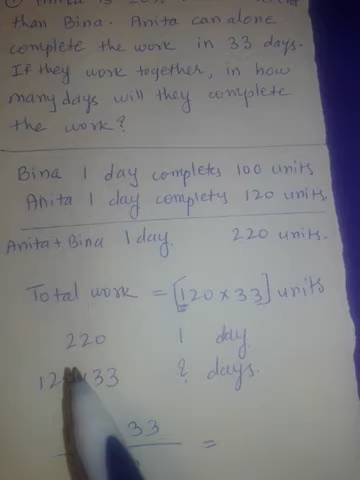 than Bina. Anita can alone
complete the work in 33 days.
If they work together, in how
many days will they complete
the work?
Bina 1 day completes 100 units
Anita 1 day completes 120 units
Anita + Bina 1 day. 220 units.
Total work = [120 x 33] units
220 1 day
33 ? days.
33 =